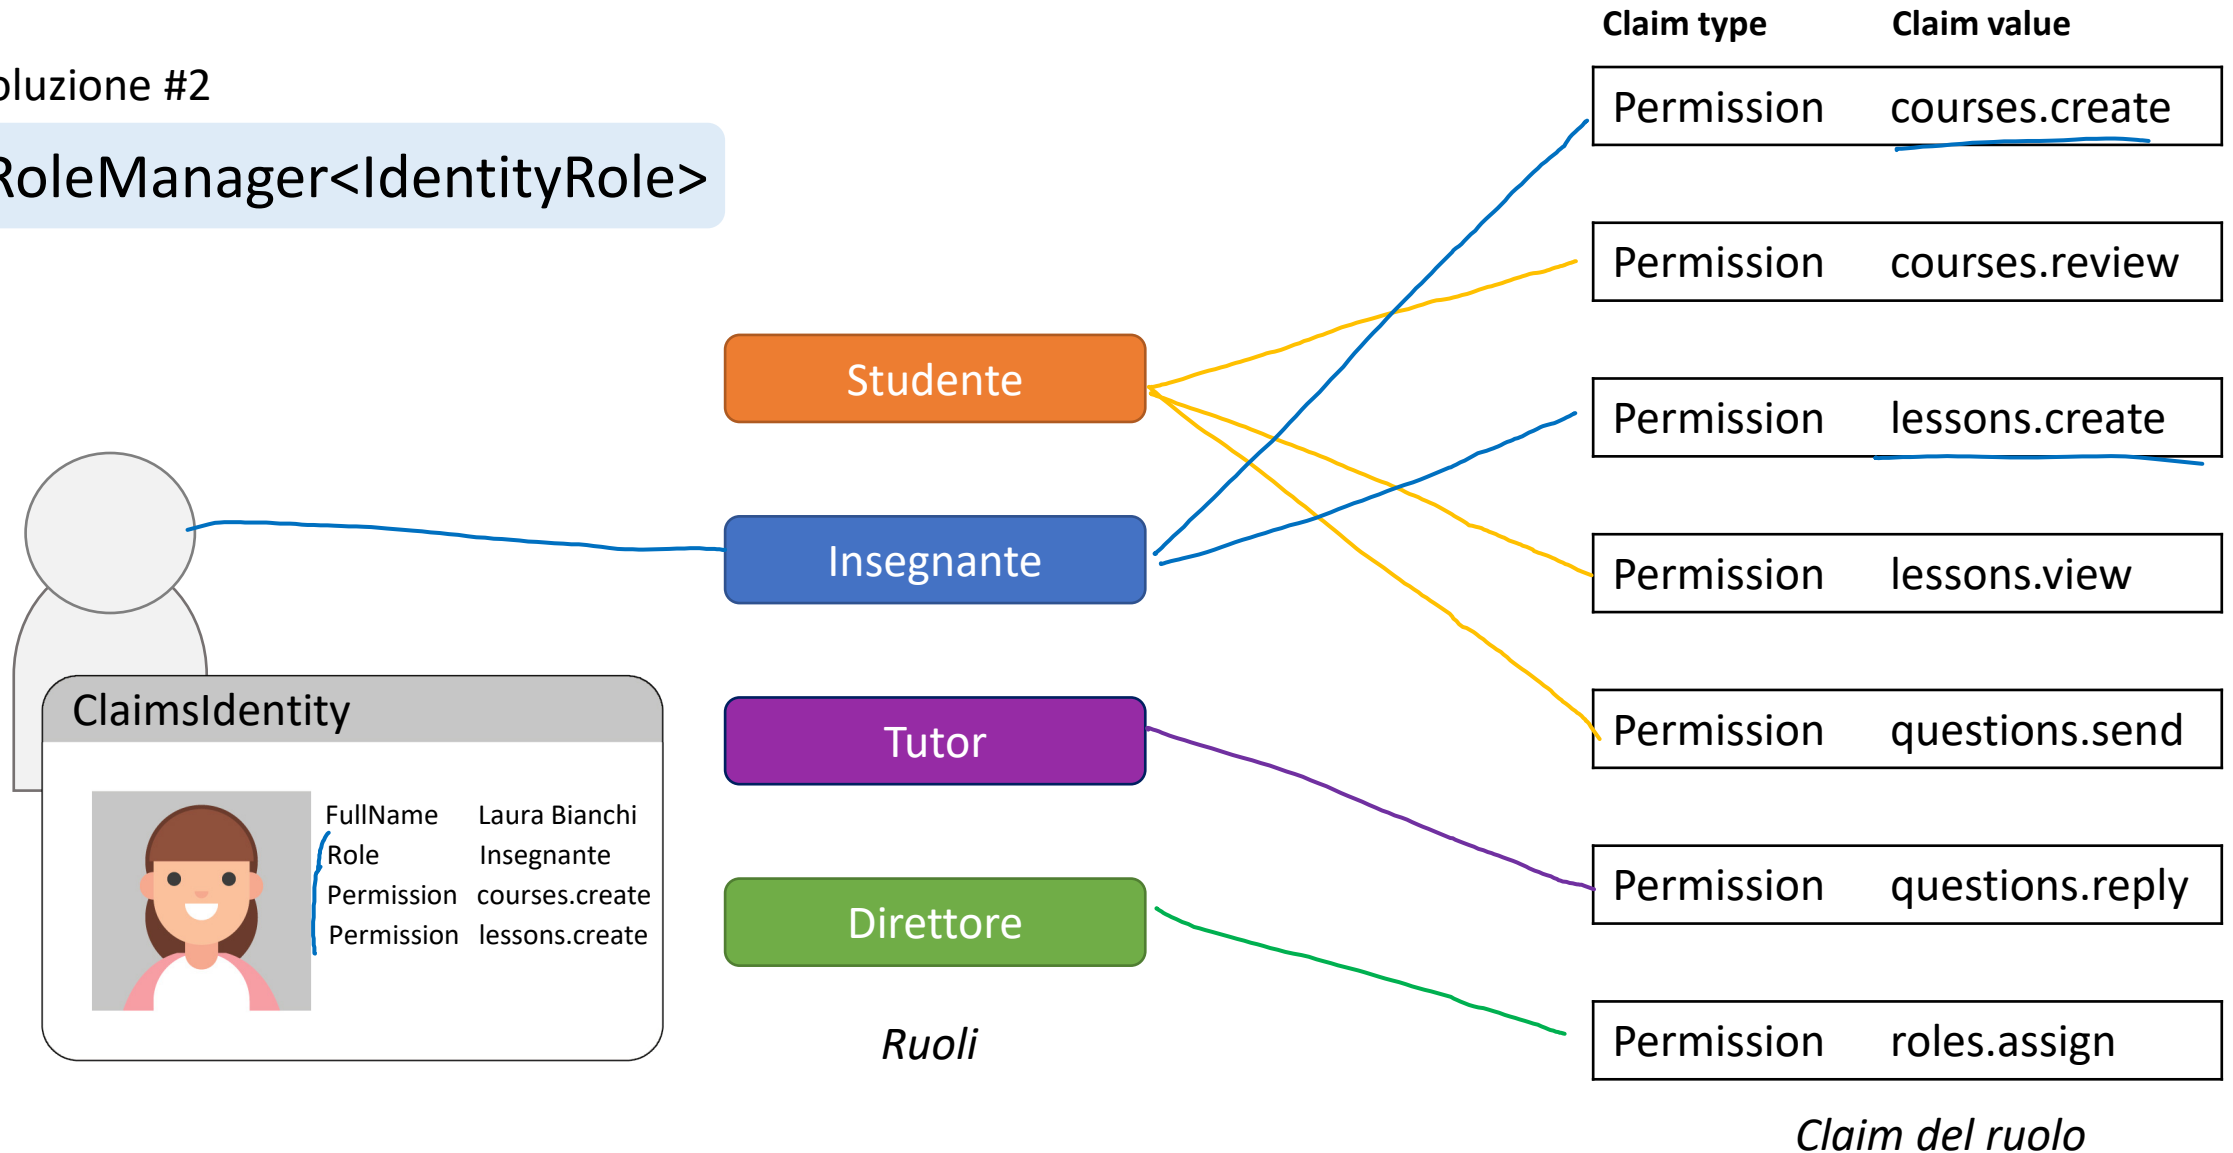 oluzione #2
RoleManager<IdentityRole>
Claim type Claim value
Permission courses.create
Permission courses.review
Permission lessons.create
Permission lessons.view
Permission questions.send
Permission questions.reply
Permission roles.assign
Claim del ruolo
Studente
Insegnante
Tutor
Direttore
Ruoli
ClaimsIdentity
FullName Laura Bianchi
Role Insegnante
Permission courses.create
Permission lessons.create